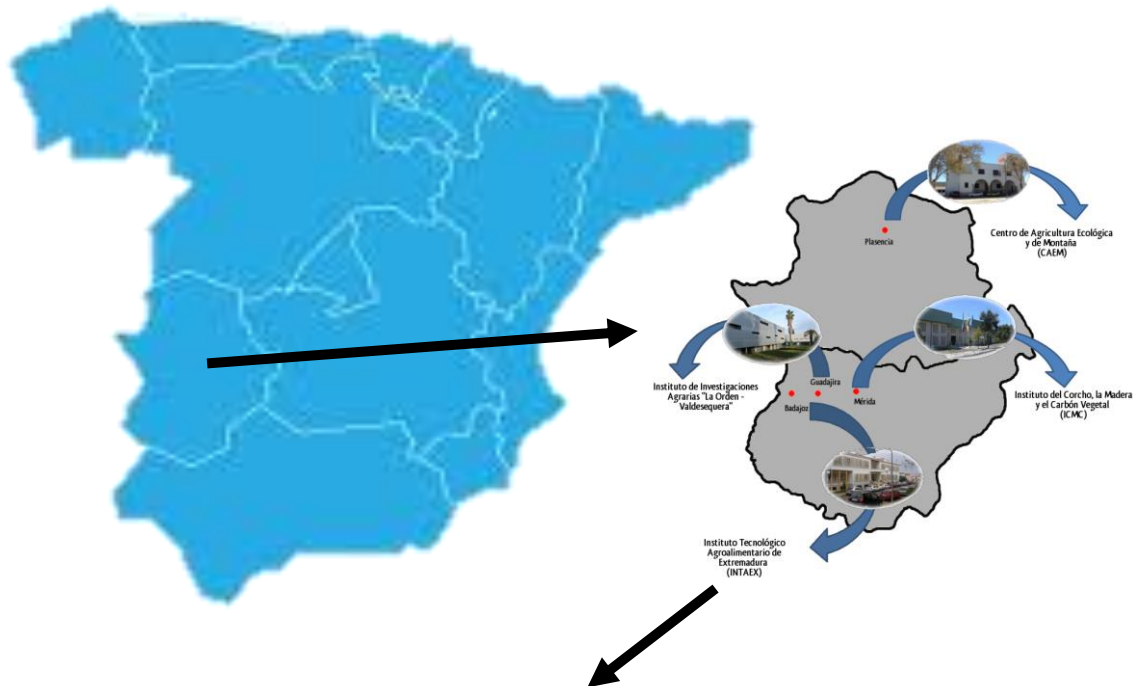 Plasencia
Centro de Agricultura Ecológica
y de Montaña
(CAEM)
Instituto de Investigaciones
Agrarias "La Orden -
Valdesequera"
Guadajira
Badajoz
Mérida
Instituto del Corcho, la Madera
y el Carbón Vegetal
(ICMC)
Instituto Tecnológico
Agroalimentario de
Extremadura
(INTAEX)